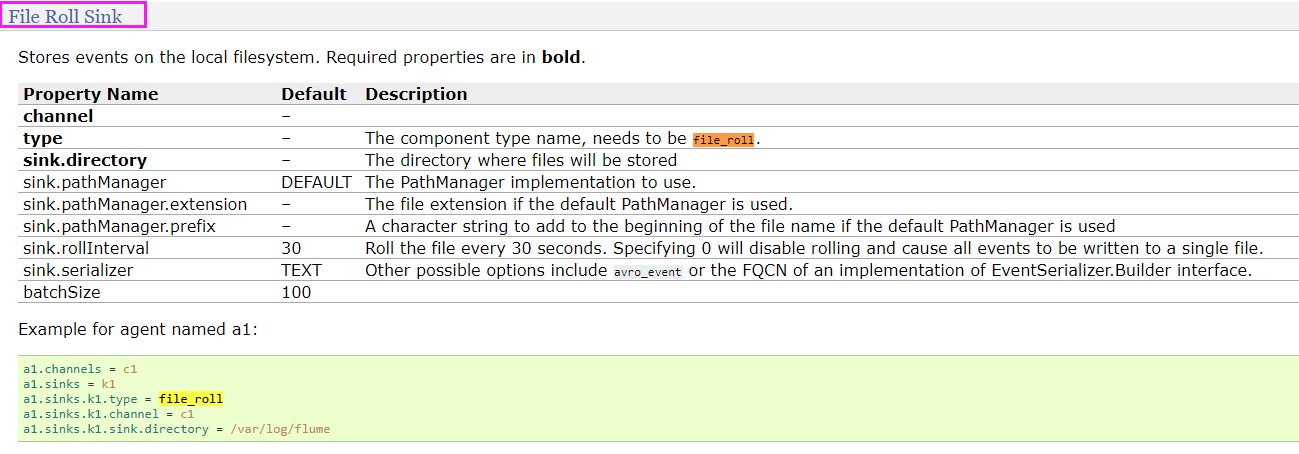 File Roll Sink
Stores events on the local filesystem. Required properties are in bold.
Property Name Default Description
channel –
type – The component type name, needs to be file_roll.
sink.directory – The directory where files will be stored
sink.pathManager DEFAULT The PathManager implementation to use.
sink.pathManager.extension – The file extension if the default PathManager is used.
sink.pathManager.prefix – A character string to add to the beginning of the file name if the default PathManager is used
sink.rollInterval 30 Roll the file every 30 seconds. Specifying 0 will disable rolling and cause all events to be written to a single file.
sink.serializer TEXT Other possible options include avro_event or the FQCN of an implementation of EventSerializer.Builder interface.
batchSize 100
Example for agent named a1:
a1.channels = c1
a1.sinks = k1
a1.sinks.k1.type = file_roll
a1.sinks.k1.channel = c1
a1.sinks.k1.sink.directory = /var/log/flume